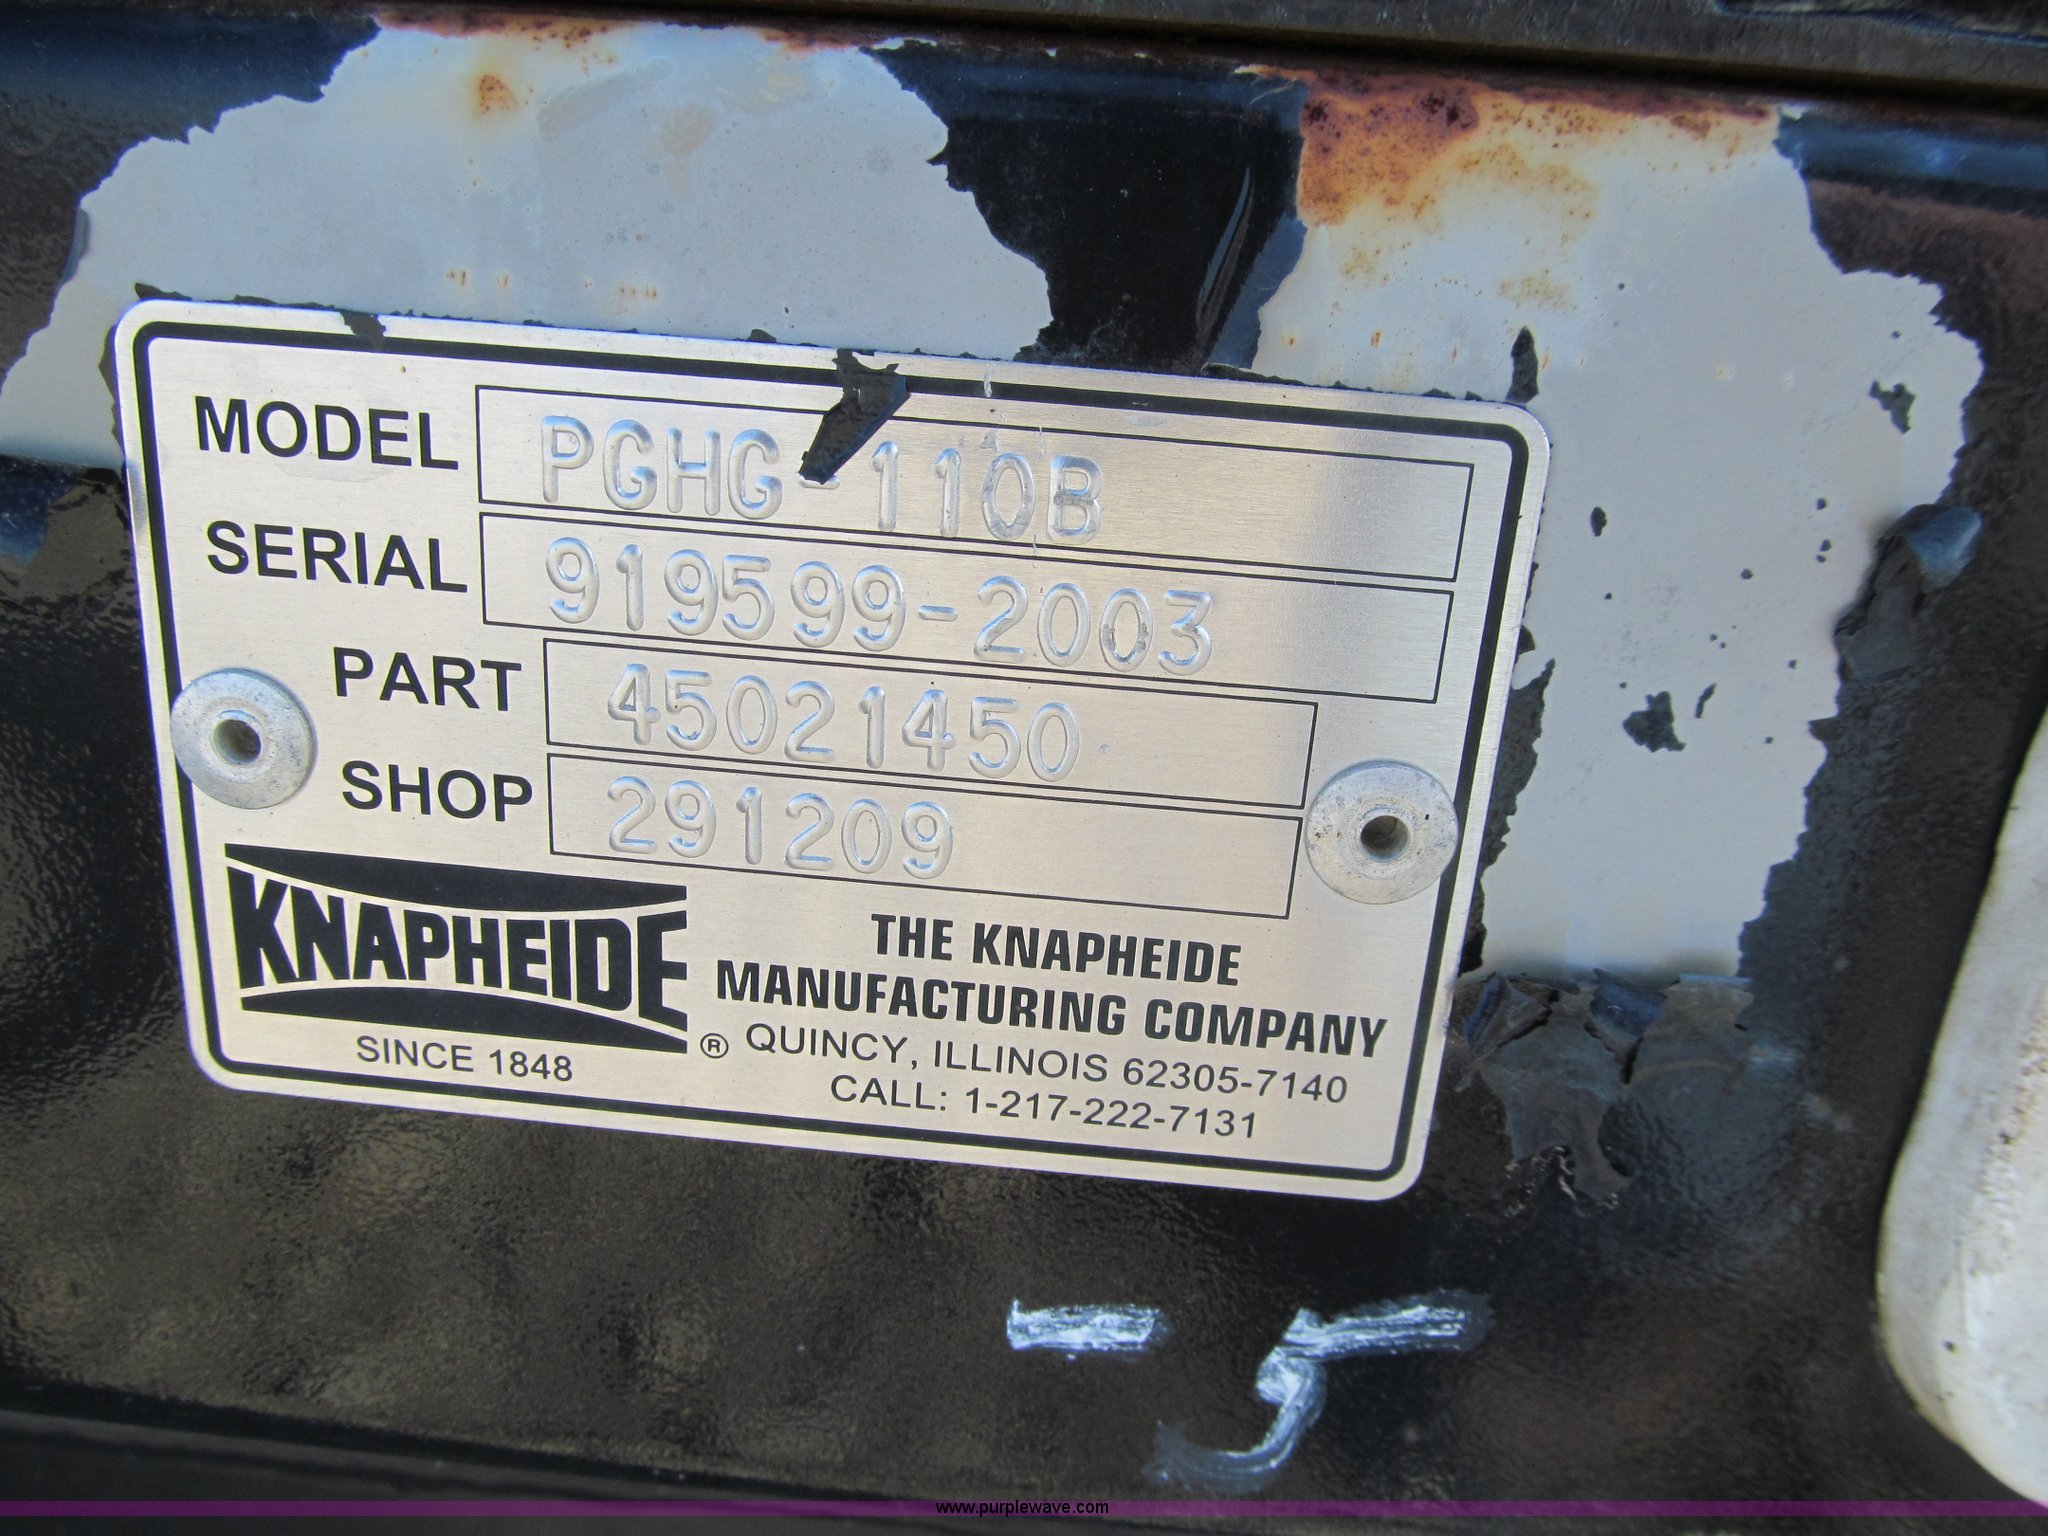 MODEL PGHG-110B
SERIAL 919599-2003
PART 45021450
SHOP 291209
KNAPHEIDE
SINCE 1848
®
THE KNAPHEIDE
MANUFACTURING COMPANY
QUINCY, ILLINOIS 62305-7140
CALL: 1-217-222-7131
-5
www.purplewave.com